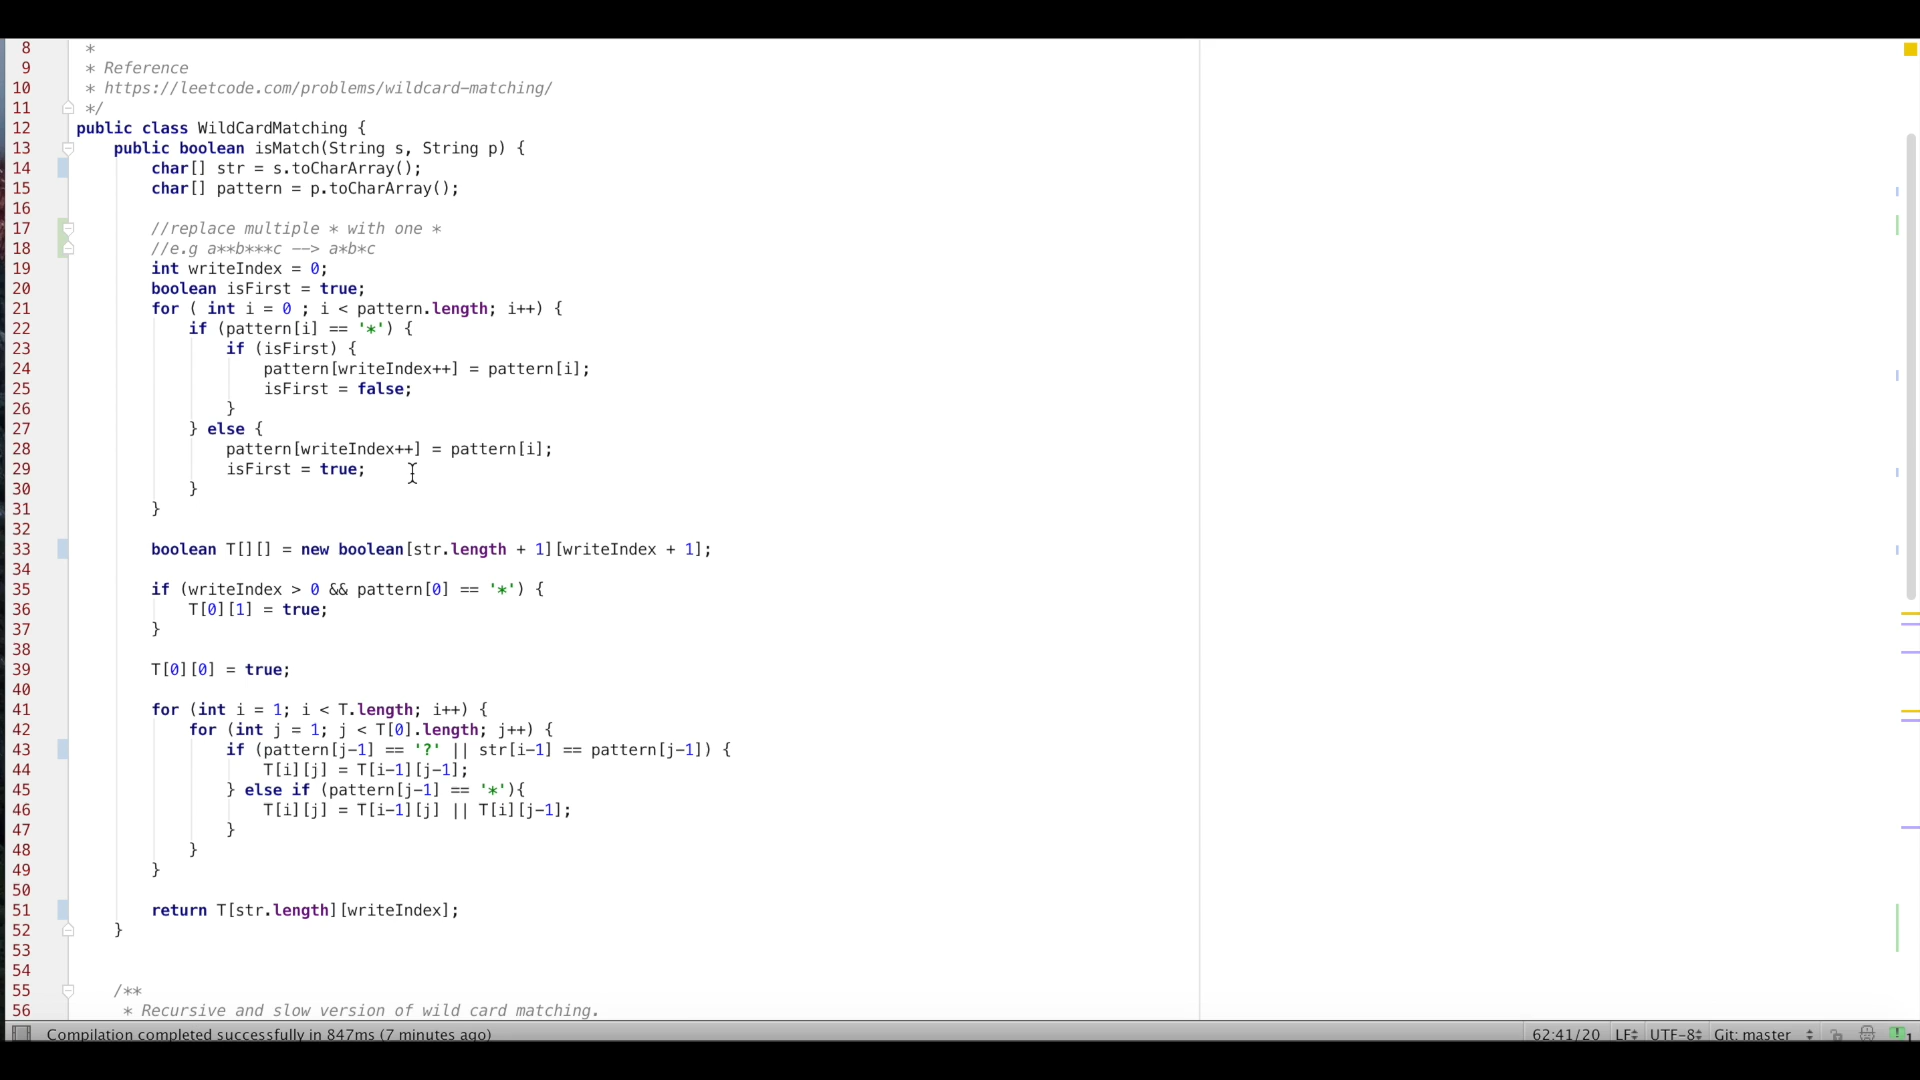 8 *
9 * Reference
10 * https://leetcode.com/problems/wildcard-matching/
11 */
12 public class WildCardMatching {
13 public boolean isMatch(String s, String p) {
14 char[] str = s.toCharArray();
15 char[] pattern = p.toCharArray();
16
17 //replace multiple * with one *
18 //e.g a**b***c --> a*b*c
19 int writeIndex = 0;
20 boolean isFirst = true;
21 for ( int i = 0 ; i < pattern.length; i++) {
22 if (pattern[i] == '*') {
23 if (isFirst) {
24 pattern[writeIndex++] = pattern[i];
25 isFirst = false;
26 }
27 } else {
28 pattern[writeIndex++] = pattern[i];
29 isFirst = true;
30 }
31 }
32
33 boolean T[][] = new boolean[str.length + 1][writeIndex + 1];
34
35 if (writeIndex > 0 && pattern[0] == '*') {
36 T[0][1] = true;
37 }
38
39 T[0][0] = true;
40
41 for (int i = 1; i < T.length; i++) {
42 for (int j = 1; j < T[0].length; j++) {
43 if (pattern[j-1] == '?' || str[i-1] == pattern[j-1]) {
44 T[i][j] = T[i-1][j-1];
45 } else if (pattern[j-1] == '*'){
46 T[i][j] = T[i-1][j] || T[i][j-1];
47 }
48 }
49 }
50
51 return T[str.length][writeIndex];
52 }
53
54
55 /**
56 * Recursive and slow version of wild card matching.
Compilation completed successfully in 847ms (7 minutes ago) 62:41/20 LF UTF-8 Git: master 1